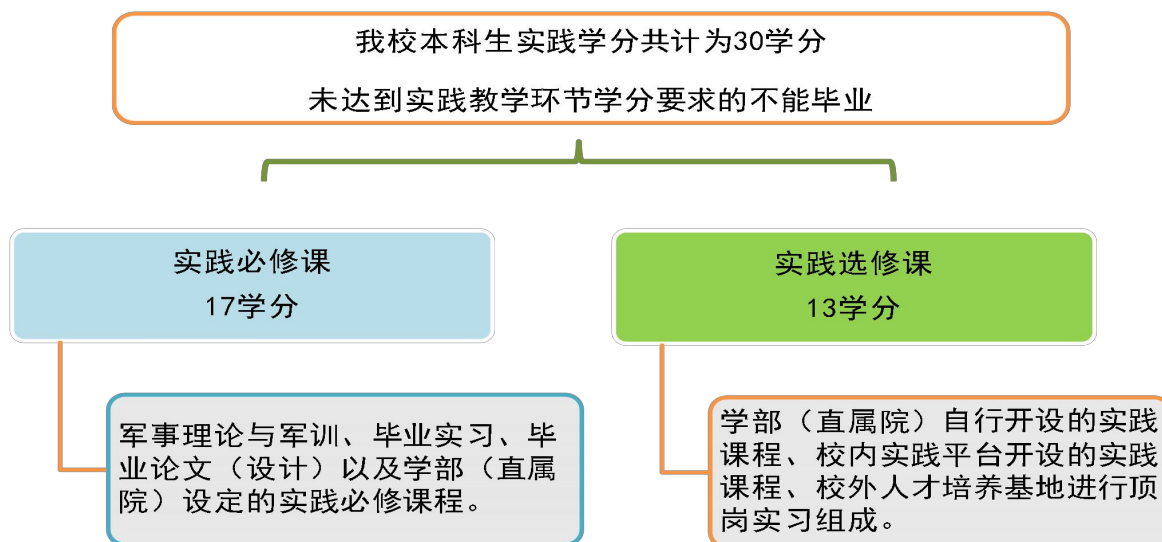 我校本科生实践学分共计为30学分
未达到实践教学环节学分要求的不能毕业
实践必修课
17学分
实践选修课
13学分
军事理论与军训、毕业实习、毕
业论文（设计）以及学部（直属
院）设定的实践必修课程。
学部（直属院）自行开设的实践
课程、校内实践平台开设的实践
课程、校外人才培养基地进行顶
岗实习组成。